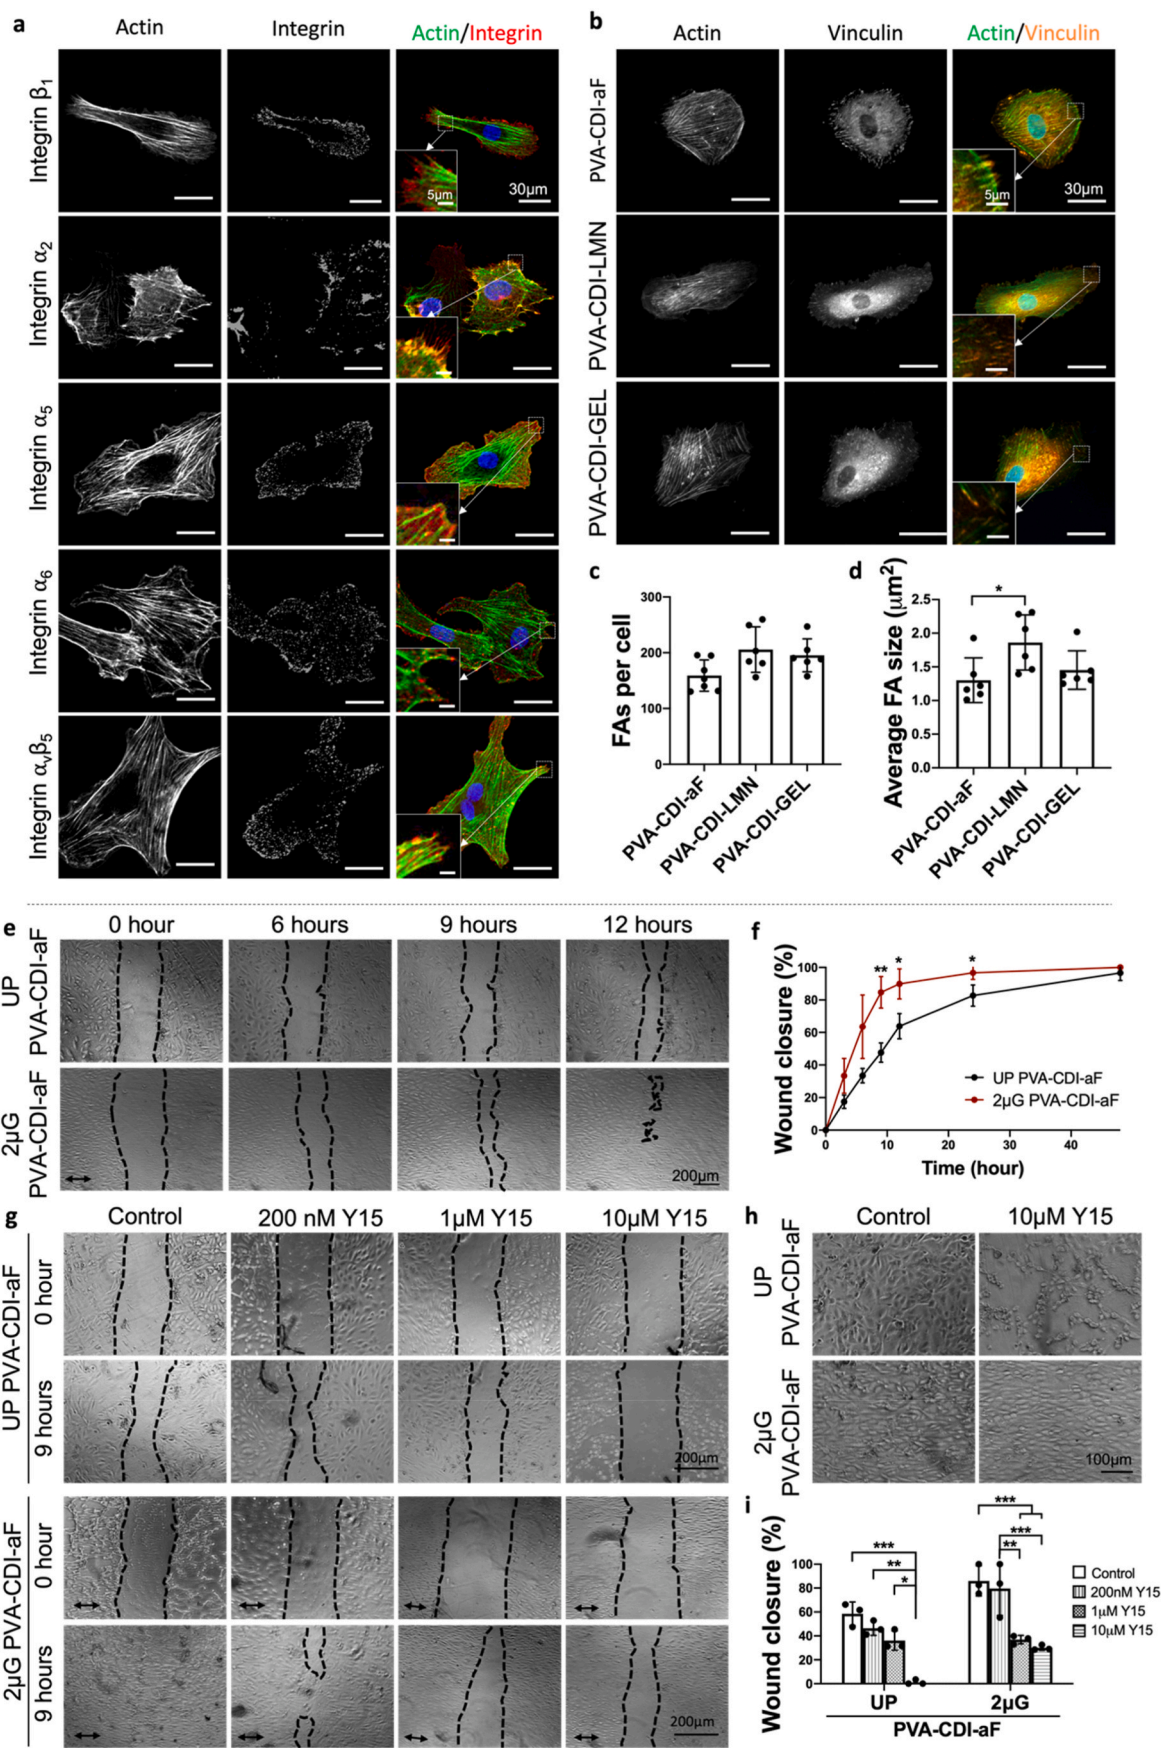 a
Actin
Integrin
Actin/Integrin
Integrin β1
5µm
30µm
Integrin α2
Integrin α5
Integrin α6
Integrin αvβ5
b
Actin
Vinculin
Actin/Vinculin
PVA-CDI-aF
5µm
30µm
PVA-CDI-LMN
PVA-CDI-GEL
c
FAs per cell
300
200
100
0
PVA-CDI-aF
PVA-CDI-LMN
PVA-CDI-GEL
d
Average FA size (µm²)
2.5
2.0
1.5
1.0
0.5
0.0
*
PVA-CDI-aF
PVA-CDI-LMN
PVA-CDI-GEL
e
0 hour
6 hours
9 hours
12 hours
UP
PVA-CDI-aF
2µG
PVA-CDI-aF
200µm
f
Wound closure (%)
100
80
60
40
20
0
** * *
UP PVA-CDI-aF
2µG PVA-CDI-aF
0 10 20 30 40
Time (hour)
g
Control
200 nM Y15
1µM Y15
10µM Y15
UP PVA-CDI-aF
0 hour
9 hours
200µm
2µG PVA-CDI-aF
0 hour
9 hours
200µm
h
Control
10µM Y15
UP
PVA-CDI-aF
2µG
PVA-CDI-aF
100µm
i
Wound closure (%)
100
80
60
40
20
0
***
**
*
***
***
**
Control
200nM Y15
1µM Y15
10µM Y15
UP
2µG
PVA-CDI-aF